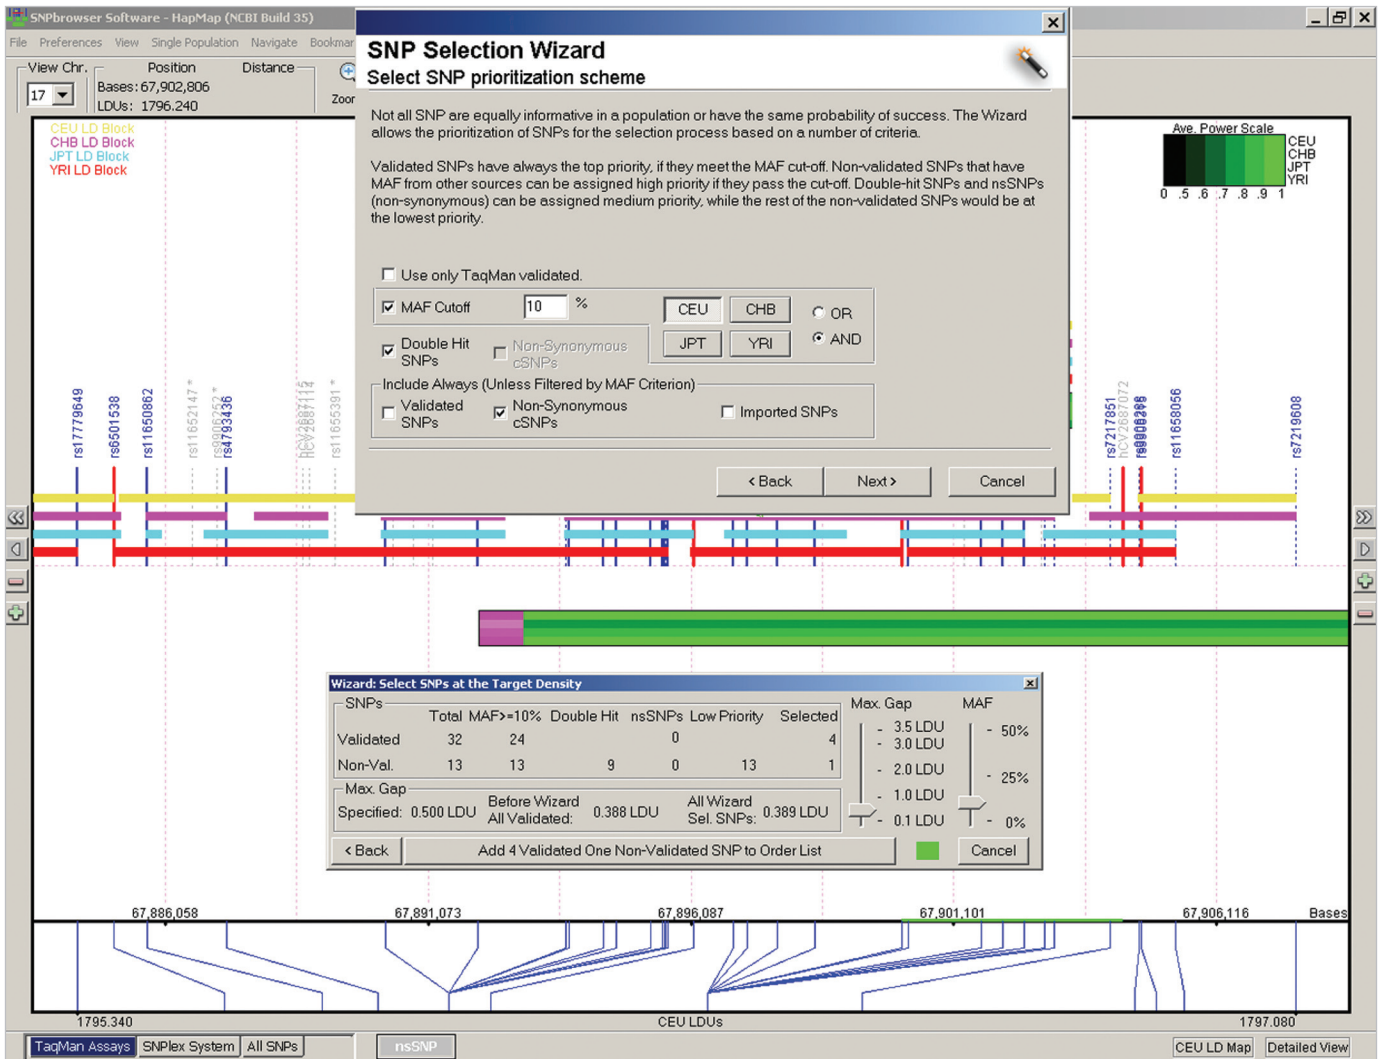 SNPbrowser Software - HapMap (NCBI Build 35)
File Preferences View Single Population Navigate Bookmar
View Chr. Position Distance
17 Bases: 67,902,806
LDUs: 1796.240
Zoor
CEU LD Block
CHB LD Block
JPT LD Block
YRI LD Block
SNP Selection Wizard
Select SNP prioritization scheme
Not all SNP are equally informative in a population or have the same probability of success. The Wizard
allows the prioritization of SNPs for the selection process based on a number of criteria.
Validated SNPs have always the top priority, if they meet the MAF cut-off. Non-validated SNPs that have
MAF from other sources can be assigned high priority if they pass the cut-off. Double-hit SNPs and nsSNPs
(non-synonymous) can be assigned medium priority, while the rest of the non-validated SNPs would be at
the lowest priority.
Use only TaqMan validated.
MAF Cutoff 10 % CEU CHB OR
Double Hit
SNPs
Non-Synonymous
cSNPs
JPT YRI AND
Include Always (Unless Filtered by MAF Criterion)
Validated
SNPs
Non-Synonymous
cSNPs
Imported SNPs
< Back Next > Cancel
Ave. Power Scale
CEU
CHB
JPT
YRI
0 .5 .6 .7 .8 .9 1
rs17779649
rs6501538
rs11650862
rs11652147 *
rs4793436
hCV2687114
rs11655391 *
rs7217851
hCV2687072
rs11658056
rs7219608
Wizard: Select SNPs at the Target Density
SNPs
Total MAF>=10% Double Hit nsSNPs Low Priority Selected
Validated 32 24 0 4
Non-Val. 13 13 9 0 13 1
Max. Gap
Specified: 0.500 LDU Before Wizard All Validated: 0.388 LDU All Wizard Sel. SNPs: 0.389 LDU
Max. Gap MAF
3.5 LDU
3.0 LDU
2.0 LDU
1.0 LDU
0.1 LDU
50%
25%
0%
< Back Add 4 Validated One Non-Validated SNP to Order List Cancel
67,886,058 67,891,073 67,896,087 67,901,101 67,906,116 Bases
1795.340 CEU LDUs 1797.080
TaqMan Assays SNPlex System All SNPs nsSNP CEU LD Map Detailed View